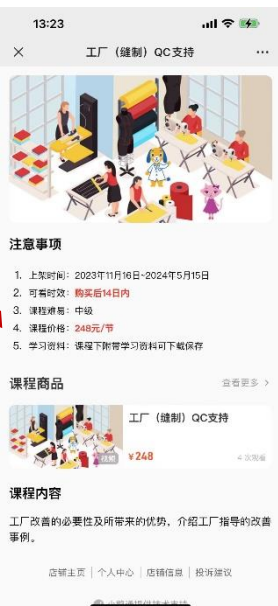 13:23
工厂（缝制）QC支持
注意事项
1. 上架时间：2023年11月16日~2024年5月15日
2. 可看时效：购买后14日内
3. 课程难易：中级
4. 课程价格：248元/节
5. 学习资料：课程下附带学习资料可下载保存
课程商品
查看更多 >
工厂（缝制）QC支持
视频
¥248
4 次观看
课程内容
工厂改善的必要性及所带来的优势，介绍工厂指导的改善
事例。
店铺主页 | 个人中心 | 店铺信息 | 投诉建议